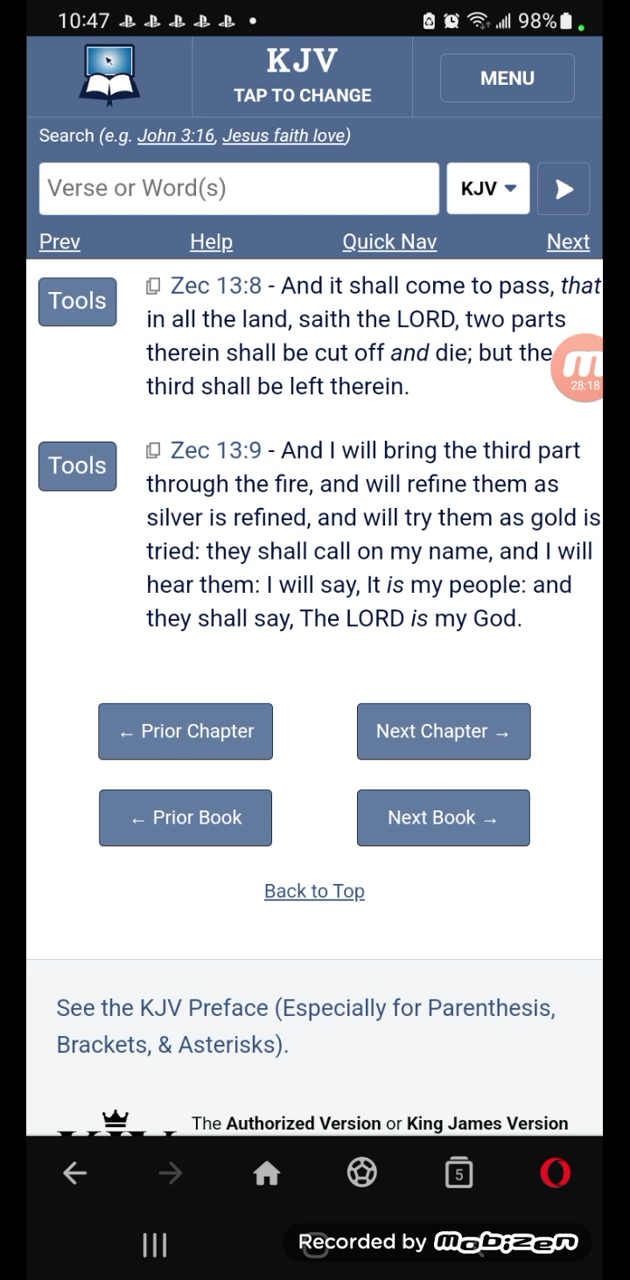 10:47
98%
KJV
TAP TO CHANGE
MENU
Search (e.g. John 3:16, Jesus faith love)
Verse or Word(s)
KJV
Prev
Help
Quick Nav
Next
Tools
Zec 13:8 - And it shall come to pass, that
in all the land, saith the LORD, two parts
therein shall be cut off and die; but the
third shall be left therein.
28:18
Tools
Zec 13:9 - And I will bring the third part
through the fire, and will refine them as
silver is refined, and will try them as gold is
tried: they shall call on my name, and I will
hear them: I will say, It is my people: and
they shall say, The LORD is my God.
← Prior Chapter
Next Chapter →
← Prior Book
Next Book →
Back to Top
See the KJV Preface (Especially for Parenthesis,
Brackets, & Asterisks).
The Authorized Version or King James Version
5
Recorded by mobizen